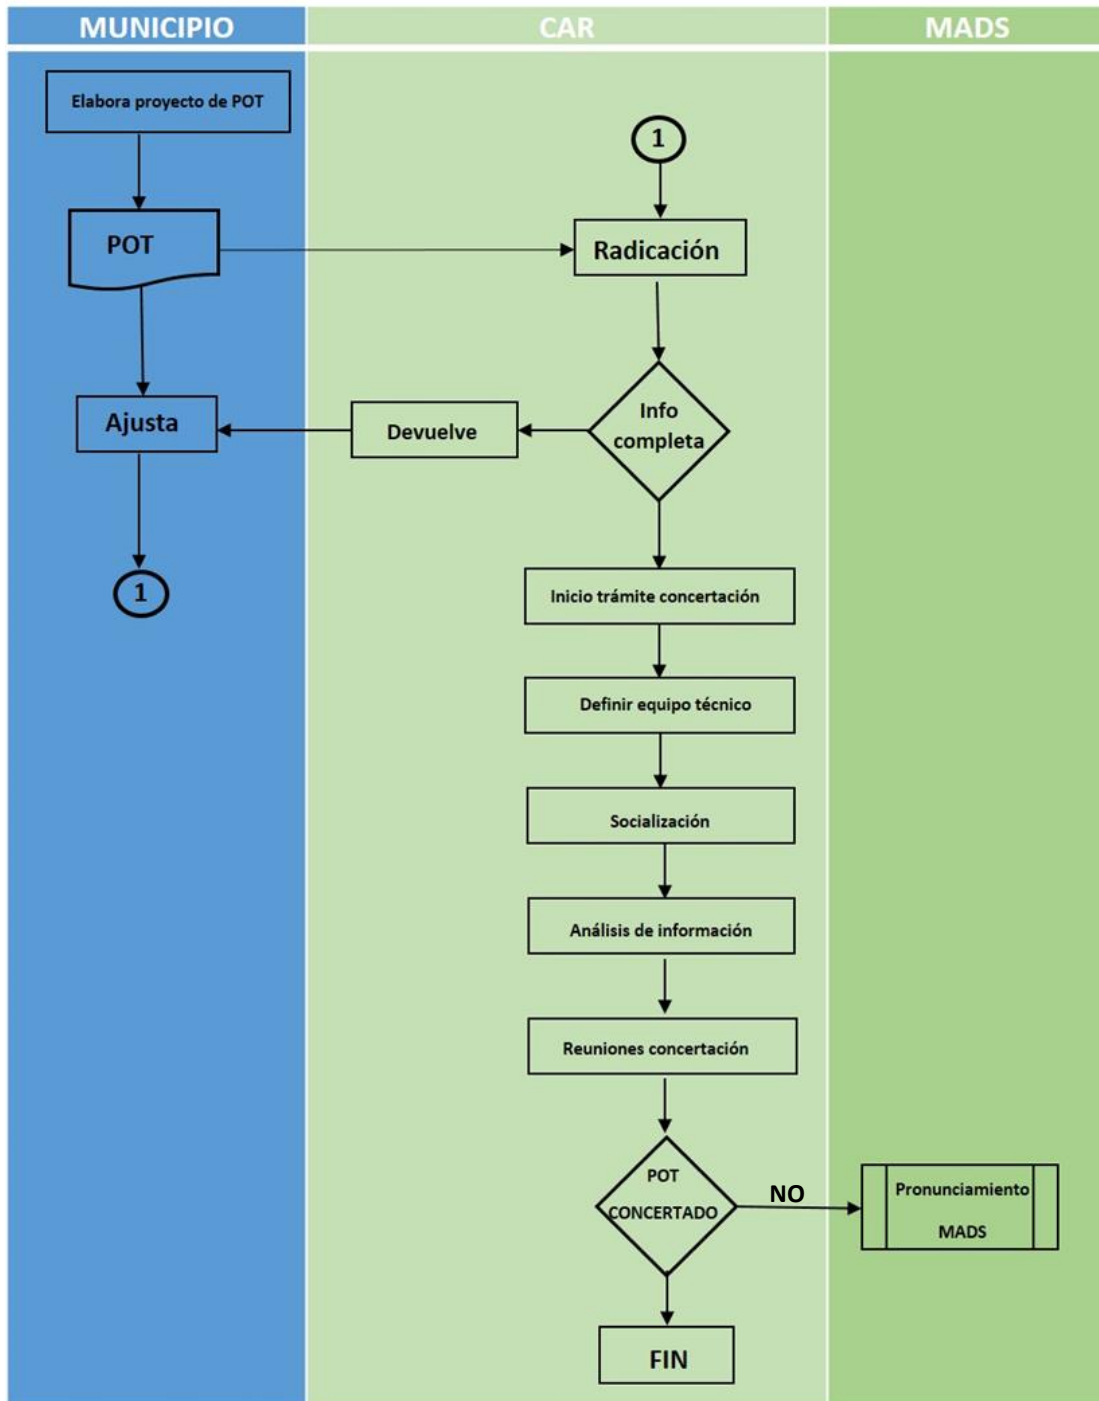 MUNICIPIO
CAR
MADS
Elabora proyecto de POT
1
POT
Radicación
Ajusta
Devuelve
Info
completa
1
Inicio trámite concertación
Definir equipo técnico
Socialización
Análisis de información
Reuniones concertación
POT
CONCERTADO
NO
Pronunciamiento
MADS
FIN